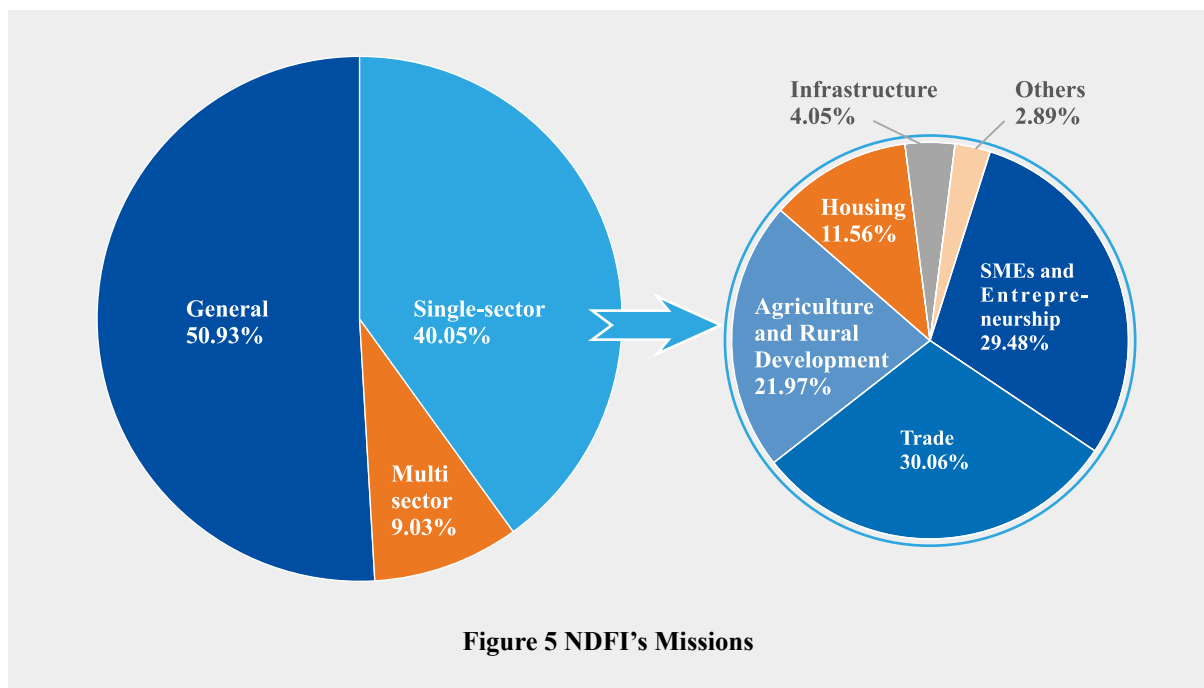 General
50.93%
Single-sector
40.05%
Multi
sector
9.03%
Infrastructure
4.05%
Others
2.89%
Housing
11.56%
SMEs and
Entrepre-
neurship
29.48%
Agriculture
and Rural
Development
21.97%
Trade
30.06%
Figure 5 NDFI’s Missions